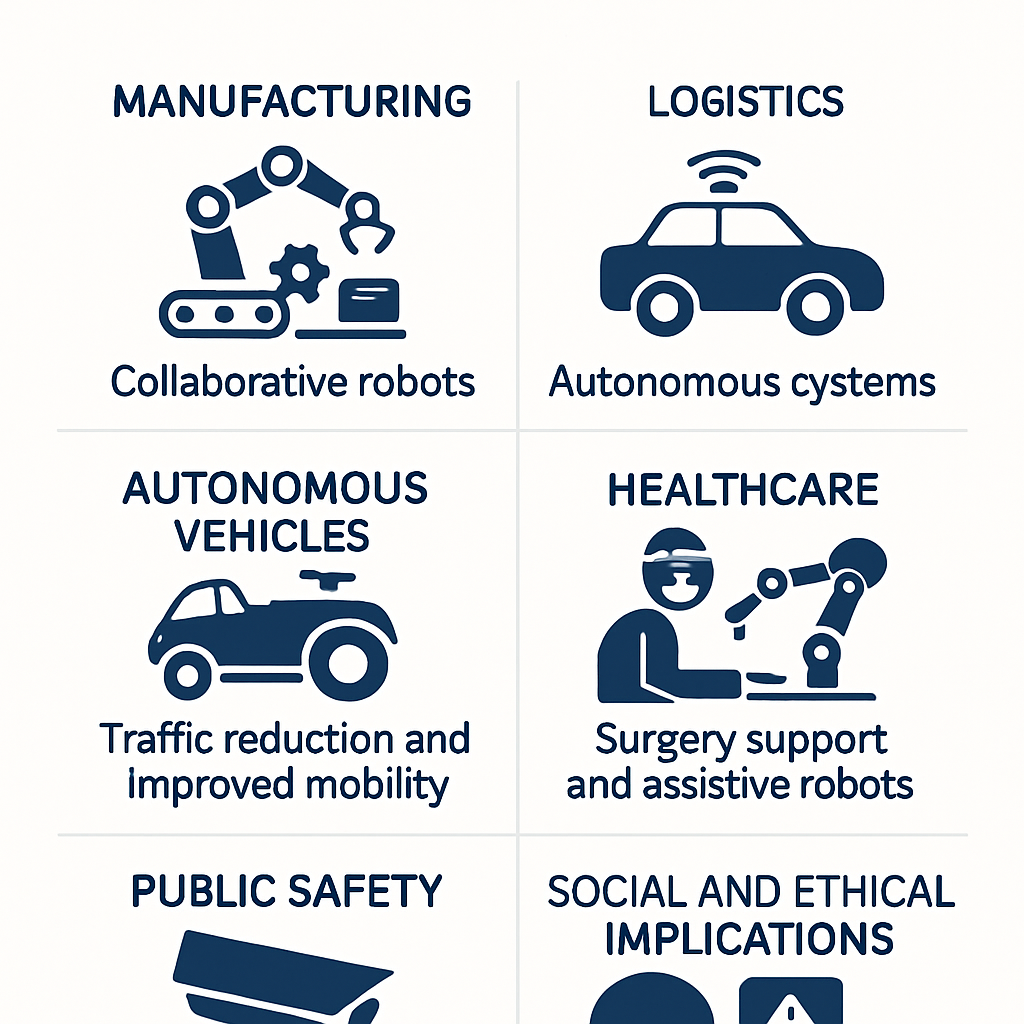 MANUFACTURING
LOGISTICS
Collaborative robots
Autonomous cystems
AUTONOMOUS
VEHICLES
HEALTHCARE
Traffic reduction and
improved mobility
Surgery support
and assistive robots
PUBLIC SAFETY
SOCIAL AND ETHICAL
IMPLICATIONS